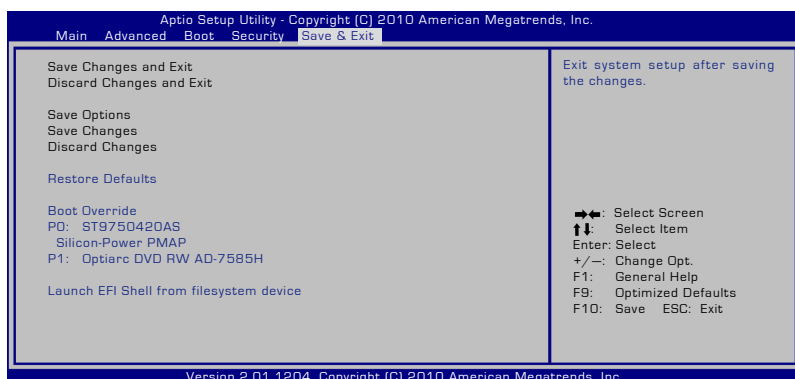 Aptio Setup Utility - Copyright (C) 2010 American Megatrends, Inc.
Main Advanced Boot Security Save & Exit
Save Changes and Exit
Discard Changes and Exit
Save Options
Save Changes
Discard Changes
Restore Defaults
Boot Override
P0: ST9750420AS
Silicon-Power PMAP
P1: Optiarc DVD RW AD-7585H
Launch EFI Shell from filesystem device
Exit system setup after saving
the changes.
➡⬅: Select Screen
⬆⬇: Select Item
Enter: Select
+/—: Change Opt.
F1: General Help
F9: Optimized Defaults
F10: Save ESC: Exit
Version 2.01.1204. Copyright (C) 2010 American Megatrends, Inc.